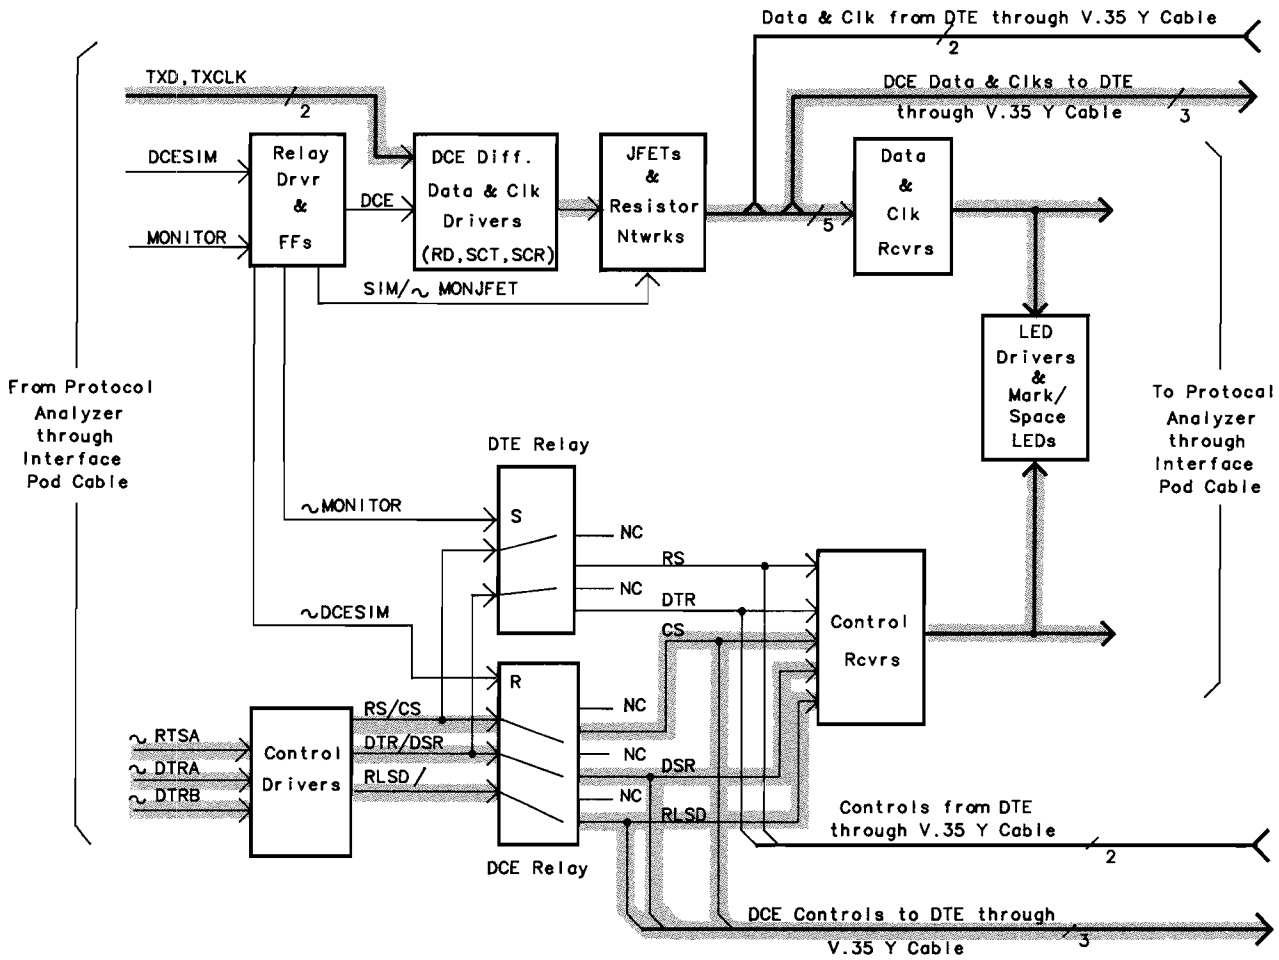 Data & Clk from DTE through V.35 Y Cable
2
TXD,TXCLK
2
DCE Data & Clks to DTE
through V.35 Y Cable
3
DCESIM
MONITOR
Relay
Drvr
&
FFs
DCE
DCE Diff.
Data & Clk
Drivers
(RD,SCT,SCR)
JFETs
&
Resistor
Ntwrks
5
Data
&
Clk
Rcvrs
SIM/~ MONJFET
LED
Drivers
&
Mark/
Space
LEDs
From Protocol
Analyzer
through
Interface
Pod Cable
To Protocal
Analyzer
through
Interface
Pod Cable
DTE Relay
~MONITOR
S
NC
RS
NC
DTR
~DCESIM
CS
Control
Rcvrs
R
NC
RS/CS
DTR/DSR
NC
DSR
RLSD/
NC
RLSD
~ RTSA
~ DTRA
~ DTRB
Control
Drivers
DCE Relay
Controls from DTE
through V.35 Y Cable
2
DCE Controls to DTE through
V.35 Y Cable
3